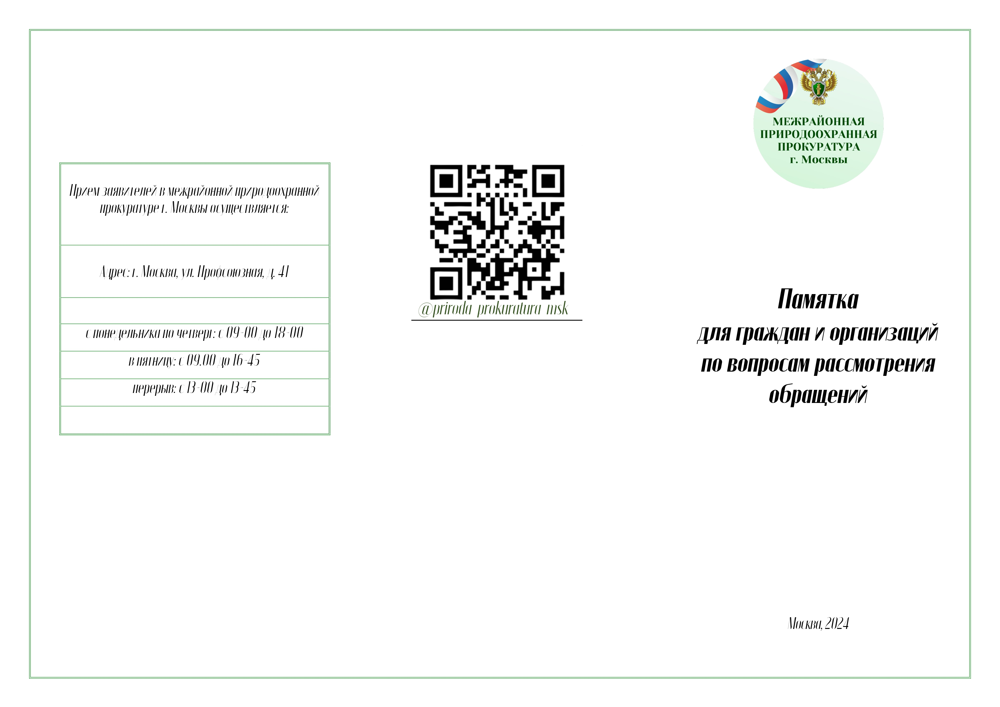 Прием заявителей в межрайонной природоохранной
прокуратуре г. Москвы осуществляется:
Адрес: г. Москва, ул. Профсоюзная, д. 41
с понедельника по четверг: с 09-00 до 18-00
в пятницу: с 09.00 до 16-45
перерыв: с 13-00 до 13-45
@priroda_prokuratura_msk
МЕЖРАЙОННАЯ
ПРИРОДООХРАННАЯ
ПРОКУРАТУРА
г. Москвы
Памятка
для граждан и организаций
по вопросам рассмотрения
обращений
Москва, 2024